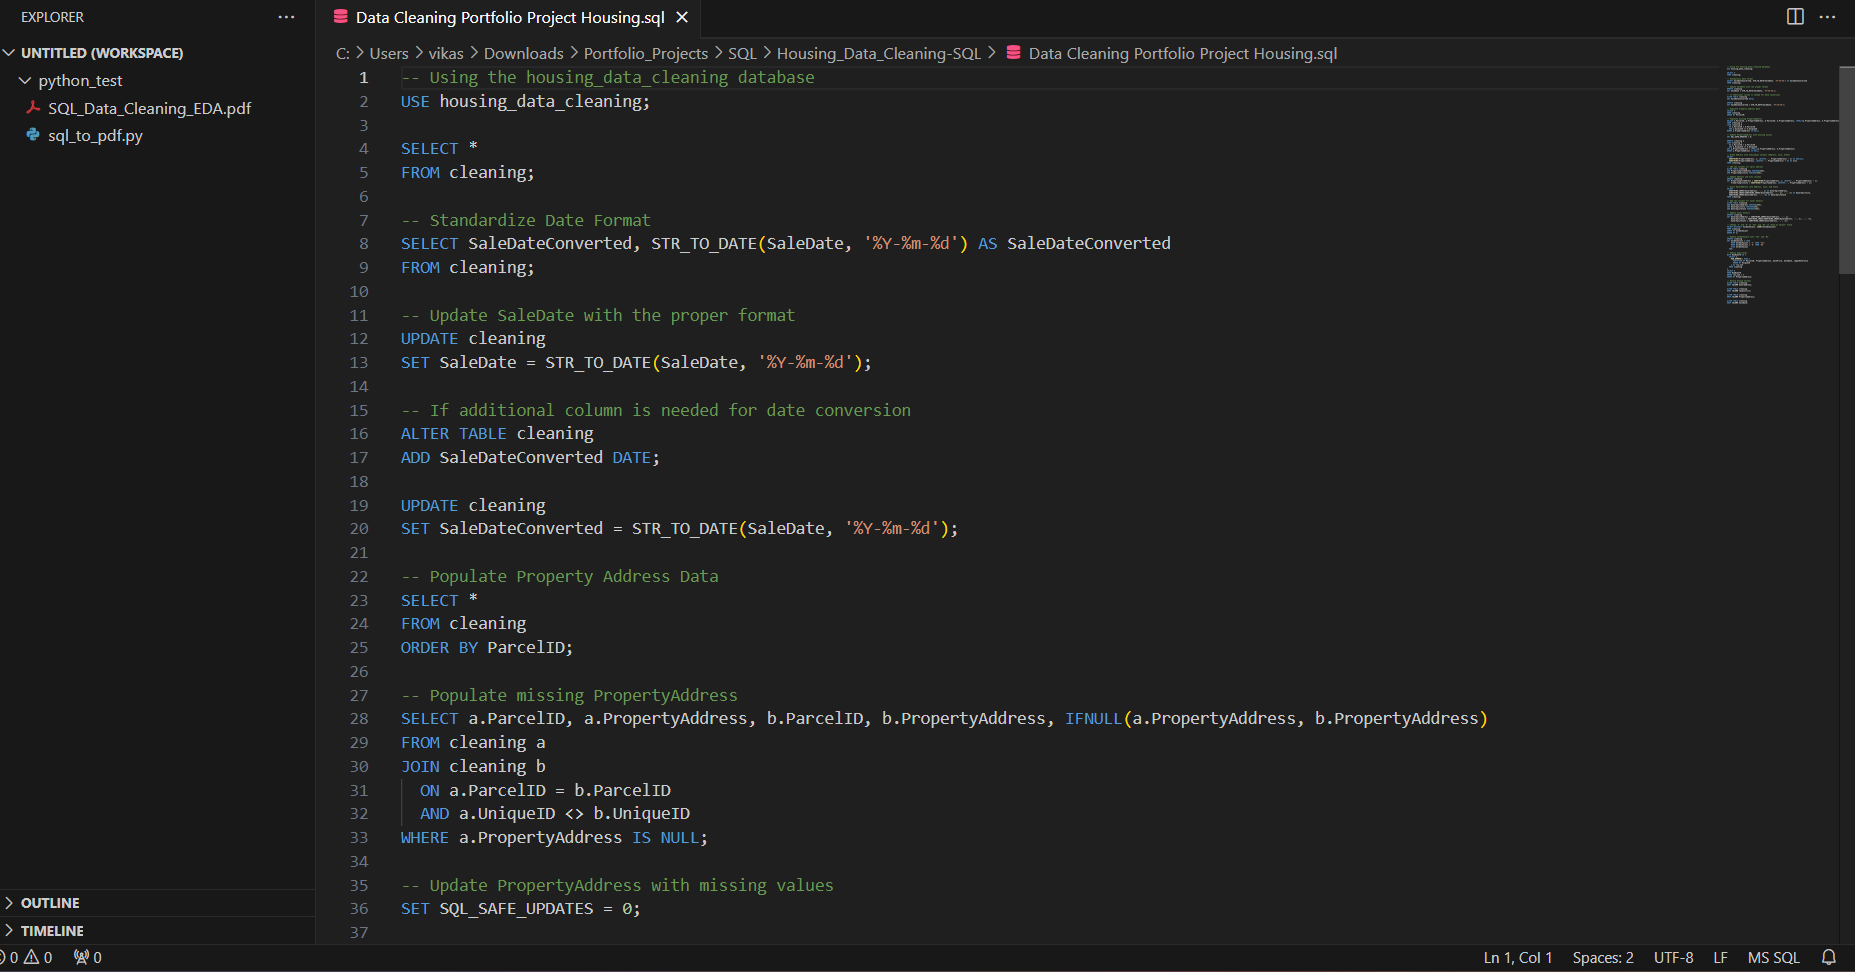 EXPLORER
UNTITLED (WORKSPACE)
python_test
SQL_Data_Cleaning_EDA.pdf
sql_to_pdf.py
OUTLINE
TIMELINE
Data Cleaning Portfolio Project Housing.sql
C: > Users > vikas > Downloads > Portfolio_Projects > SQL > Housing_Data_Cleaning-SQL > Data Cleaning Portfolio Project Housing.sql
1 -- Using the housing_data_cleaning database
2 USE housing_data_cleaning;
3
4 SELECT *
5 FROM cleaning;
6
7 -- Standardize Date Format
8 SELECT SaleDateConverted, STR_TO_DATE(SaleDate, '%Y-%m-%d') AS SaleDateConverted
9 FROM cleaning;
10
11 -- Update SaleDate with the proper format
12 UPDATE cleaning
13 SET SaleDate = STR_TO_DATE(SaleDate, '%Y-%m-%d');
14
15 -- If additional column is needed for date conversion
16 ALTER TABLE cleaning
17 ADD SaleDateConverted DATE;
18
19 UPDATE cleaning
20 SET SaleDateConverted = STR_TO_DATE(SaleDate, '%Y-%m-%d');
21
22 -- Populate Property Address Data
23 SELECT *
24 FROM cleaning
25 ORDER BY ParcelID;
26
27 -- Populate missing PropertyAddress
28 SELECT a.ParcelID, a.PropertyAddress, b.ParcelID, b.PropertyAddress, IFNULL(a.PropertyAddress, b.PropertyAddress)
29 FROM cleaning a
30 JOIN cleaning b
31   ON a.ParcelID = b.ParcelID
32   AND a.UniqueID <> b.UniqueID
33 WHERE a.PropertyAddress IS NULL;
34
35 -- Update PropertyAddress with missing values
36 SET SQL_SAFE_UPDATES = 0;
37
0 0 0
Ln 1, Col 1 Spaces: 2 UTF-8 LF MS SQL